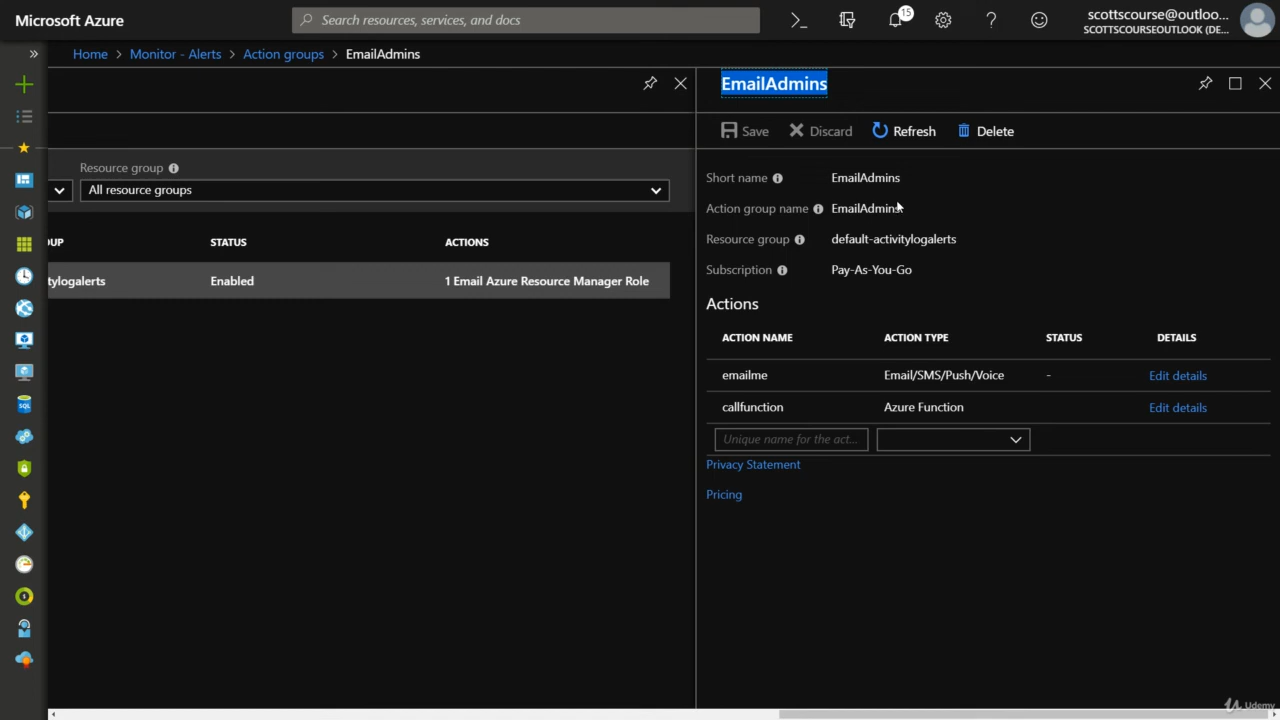 Microsoft Azure
Search resources, services, and docs
15
scottscourse@outloo...
SCOTTSCOURSEOUTLOOK (DE...
Home > Monitor - Alerts > Action groups > EmailAdmins
EmailAdmins
Save Discard Refresh Delete
Resource group
All resource groups
OUP STATUS ACTIONS
tylogalerts Enabled 1 Email Azure Resource Manager Role
Short name EmailAdmins
Action group name EmailAdmins
Resource group default-activitylogalerts
Subscription Pay-As-You-Go
Actions
ACTION NAME ACTION TYPE STATUS DETAILS
emailme Email/SMS/Push/Voice - Edit details
callfunction Azure Function Edit details
Unique name for the act...
Privacy Statement
Pricing
SQL
Udemy